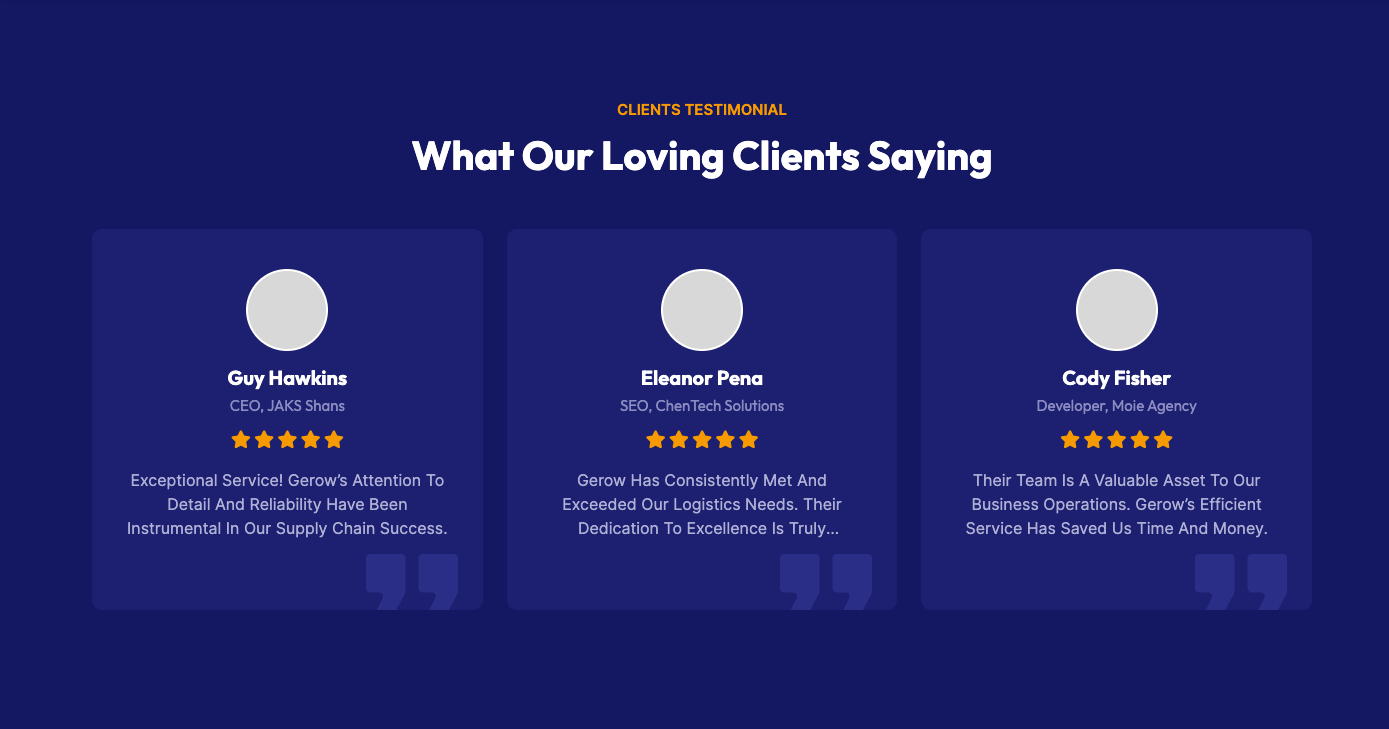 CLIENTS TESTIMONIAL
What Our Loving Clients Saying
Guy Hawkins
CEO, JAKS Shans
Exceptional Service! Gerow’s Attention To
Detail And Reliability Have Been
Instrumental In Our Supply Chain Success.
Eleanor Pena
SEO, ChenTech Solutions
Gerow Has Consistently Met And
Exceeded Our Logistics Needs. Their
Dedication To Excellence Is Truly...
Cody Fisher
Developer, Moie Agency
Their Team Is A Valuable Asset To Our
Business Operations. Gerow’s Efficient
Service Has Saved Us Time And Money.